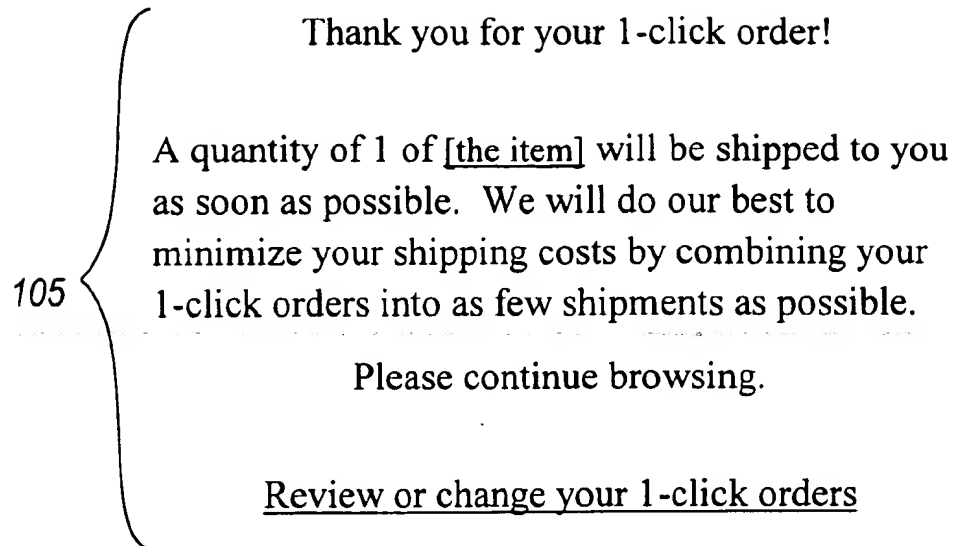 Thank you for your 1-click order!
A quantity of 1 of [the item] will be shipped to you
as soon as possible. We will do our best to
minimize your shipping costs by combining your
105
1-click orders into as few shipments as possible.
Please continue browsing.
Review or change your 1-click orders